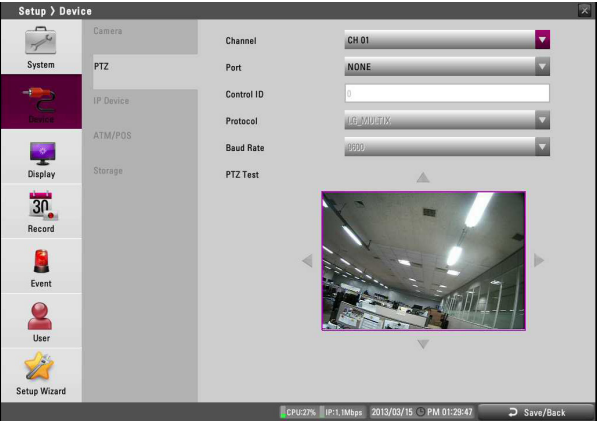 Setup > Device
System
Device
Display
30
Record
Event
User
Setup Wizard
Camera
PTZ
IP Device
ATM/POS
Storage
Channel CH 01
Port NONE
Control ID 0
Protocol LG_MULTIX
Baud Rate 9600
PTZ Test
CPU:27% IP:1,1Mbps 2013/03/15 PM 01:29:47 Save/Back